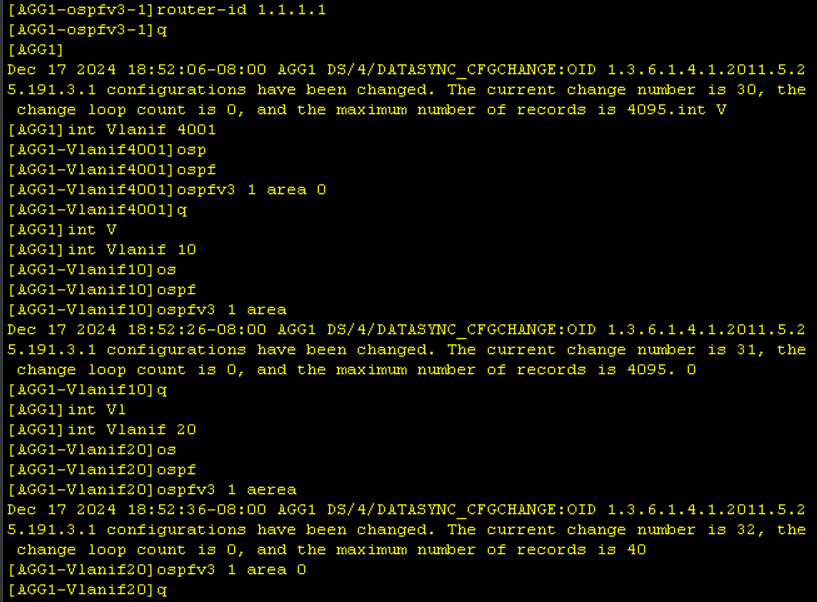 [AGG1-ospfv3-1]router-id 1.1.1.1
[AGG1-ospfv3-1]q
[AGG1]
Dec 17 2024 18:52:06-08:00 AGG1 DS/4/DATASYNC_CFGCHANGE:OID 1.3.6.1.4.1.2011.5.2
5.191.3.1 configurations have been changed. The current change number is 30, the
 change loop count is 0, and the maximum number of records is 4095.int V
[AGG1]int Vlanif 4001
[AGG1-Vlanif4001]osp
[AGG1-Vlanif4001]ospf
[AGG1-Vlanif4001]ospfv3 1 area 0
[AGG1-Vlanif4001]q
[AGG1]int V
[AGG1]int Vlanif 10
[AGG1-Vlanif10]os
[AGG1-Vlanif10]ospf
[AGG1-Vlanif10]ospfv3 1 area
Dec 17 2024 18:52:26-08:00 AGG1 DS/4/DATASYNC_CFGCHANGE:OID 1.3.6.1.4.1.2011.5.2
5.191.3.1 configurations have been changed. The current change number is 31, the
 change loop count is 0, and the maximum number of records is 4095. 0
[AGG1-Vlanif10]q
[AGG1]int Vl
[AGG1]int Vlanif 20
[AGG1-Vlanif20]os
[AGG1-Vlanif20]ospf
[AGG1-Vlanif20]ospfv3 1 aerea
Dec 17 2024 18:52:36-08:00 AGG1 DS/4/DATASYNC_CFGCHANGE:OID 1.3.6.1.4.1.2011.5.2
5.191.3.1 configurations have been changed. The current change number is 32, the
 change loop count is 0, and the maximum number of records is 40
[AGG1-Vlanif20]ospfv3 1 area 0
[AGG1-Vlanif20]q